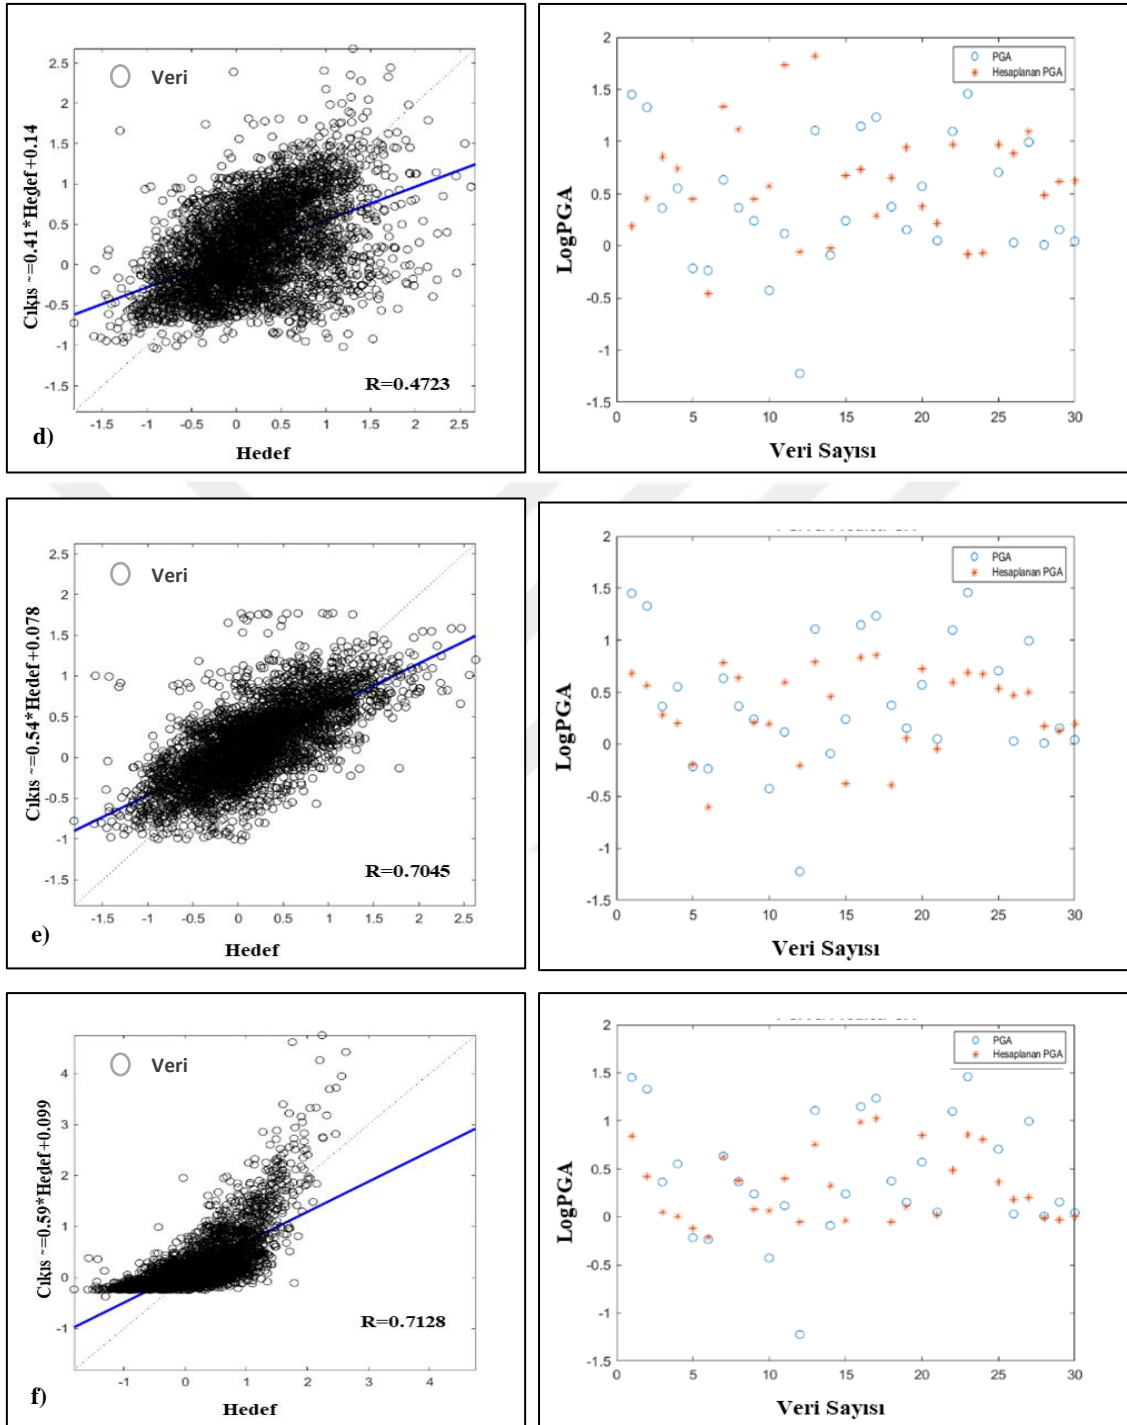 Veri
2.5
2
1.5
1
0.5
0
-0.5
-1
-1.5
Cıkıs ~=0.41*Hedef+0.14
R=0.4723
-1.5 -1 -0.5 0 0.5 1 1.5 2 2.5
d)
Hedef
PGA
Hesaplanan PGA
2
1.5
1
0.5
0
-0.5
-1
-1.5
LogPGA
0 5 10 15 20 25 30
Veri Sayısı
Veri
2.5
2
1.5
1
0.5
0
-0.5
-1
-1.5
Cıkıs ~=0.54*Hedef+0.078
R=0.7045
-1.5 -1 -0.5 0 0.5 1 1.5 2 2.5
e)
Hedef
PGA
Hesaplanan PGA
2
1.5
1
0.5
0
-0.5
-1
-1.5
LogPGA
0 5 10 15 20 25 30
Veri Sayısı
Veri
4
3
2
1
0
-1
Cıkıs ~=0.59*Hedef+0.099
R=0.7128
-1 0 1 2 3 4
f)
Hedef
PGA
Hesaplanan PGA
2
1.5
1
0.5
0
-0.5
-1
-1.5
LogPGA
0 5 10 15 20 25 30
Veri Sayısı